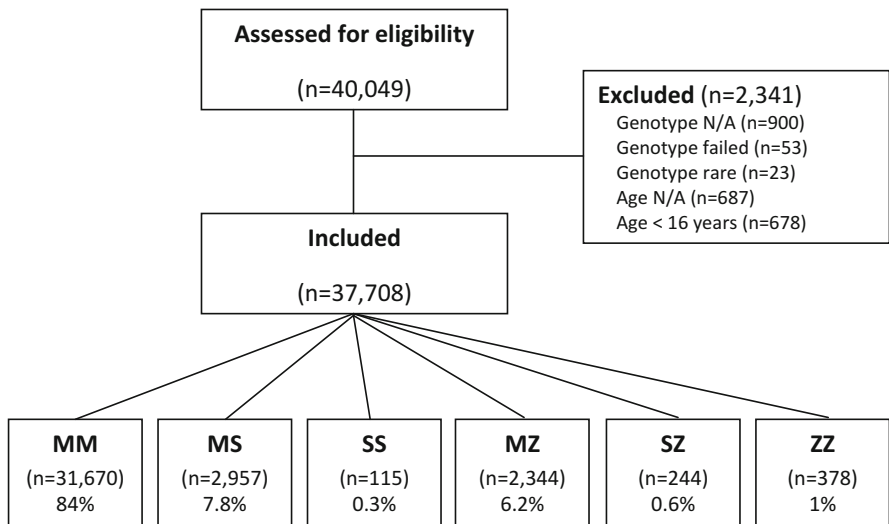 Assessed for eligibility
(n=40,049)
Excluded (n=2,341)
Genotype N/A (n=900)
Genotype failed (n=53)
Genotype rare (n=23)
Age N/A (n=687)
Age < 16 years (n=678)
Included
(n=37,708)
MM
(n=31,670)
84%
MS
(n=2,957)
7.8%
SS
(n=115)
0.3%
MZ
(n=2,344)
6.2%
SZ
(n=244)
0.6%
ZZ
(n=378)
1%